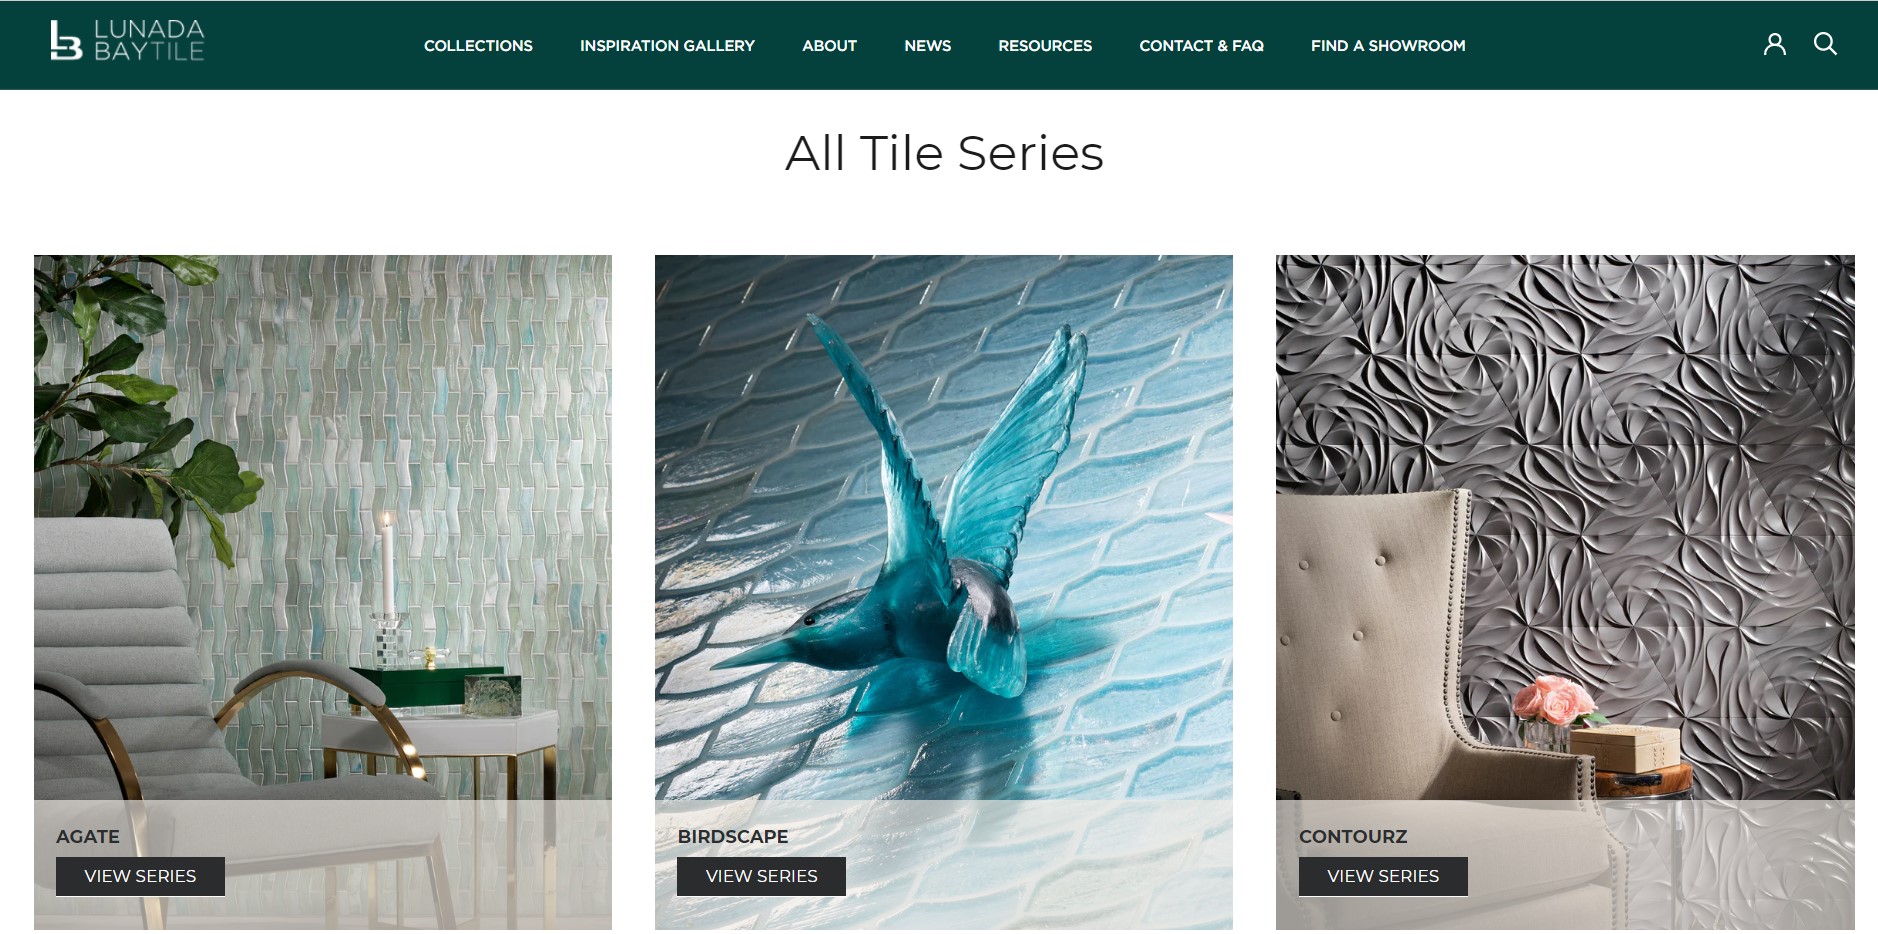 LUNADA
BAYTILE
COLLECTIONS INSPIRATION GALLERY ABOUT NEWS RESOURCES CONTACT & FAQ FIND A SHOWROOM
All Tile Series
AGATE
VIEW SERIES
BIRDSCAPE
VIEW SERIES
CONTOURZ
VIEW SERIES